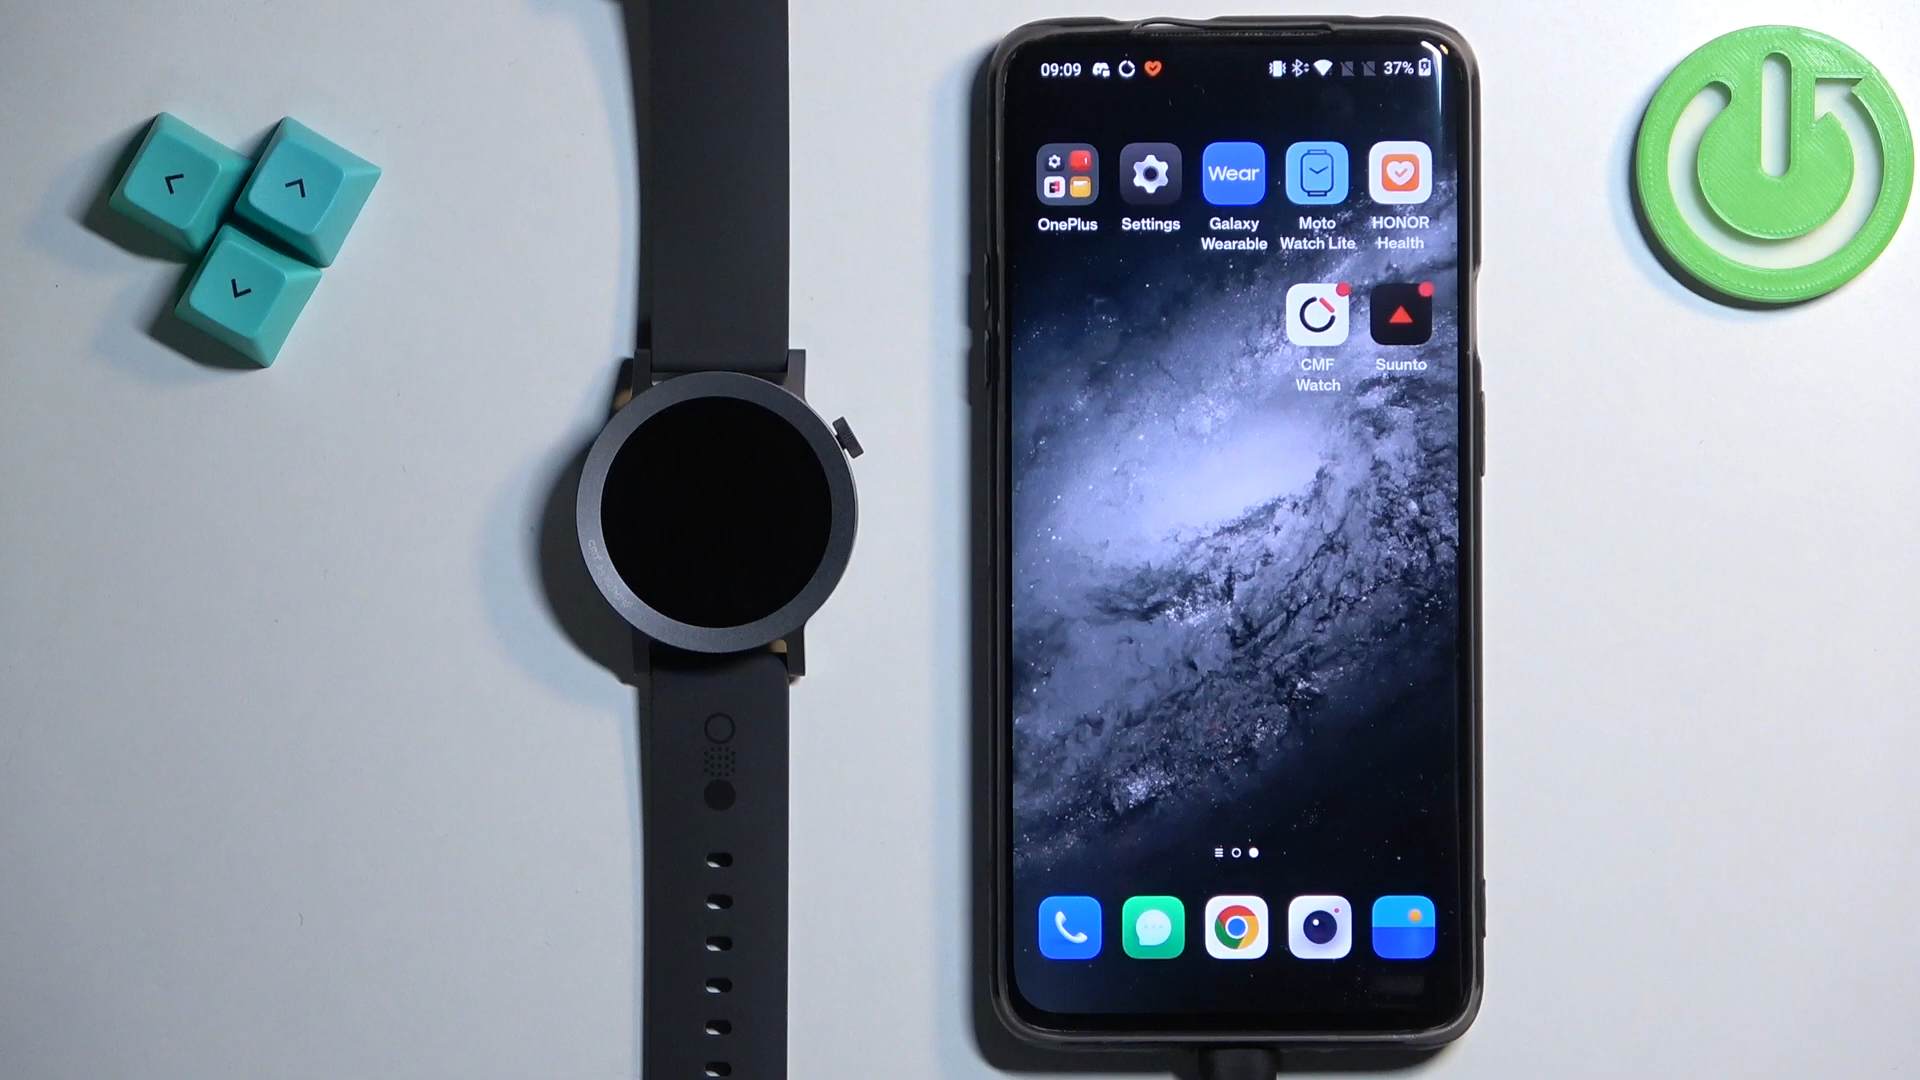 09:09
37%
Wear
OnePlus
Settings
Galaxy
Wearable
Moto
Watch Lite
HONOR
Health
CMF
Watch
Suunto